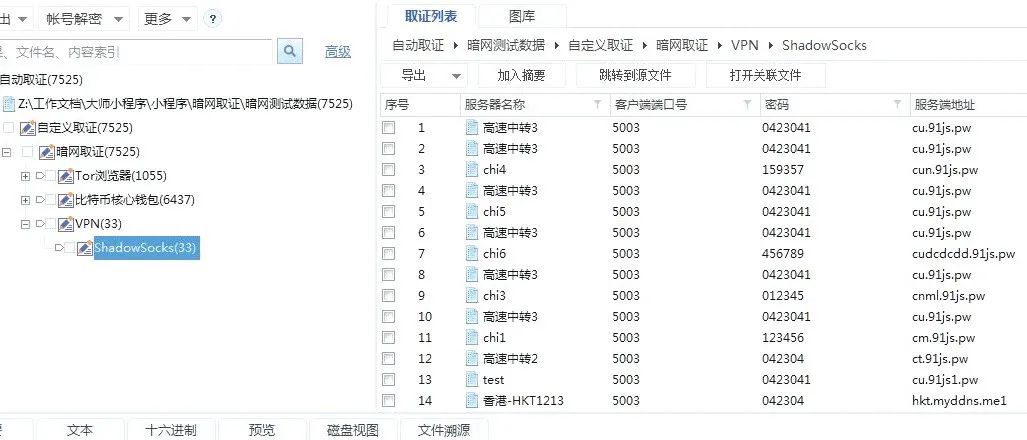 出 帐号解密 更多 ?
、文件名、内容索引 高级
自动取证(7525)
Z:\工作文档\大师小程序\小程序\暗网取证\暗网测试数据(7525)
自定义取证(7525)
暗网取证(7525)
Tor浏览器(1055)
比特币核心钱包(6437)
VPN(33)
ShadowSocks(33)
取证列表 图库
自动取证 暗网测试数据 自定义取证 暗网取证 VPN ShadowSocks
导出 加入摘要 跳转到源文件 打开关联文件
序号 服务器名称 客户端端口号 密码 服务端地址
1 高速中转3 5003 0423041 cu.91js.pw
2 高速中转3 5003 0423041 cu.91js.pw
3 chi4 5003 159357 cun.91js.pw
4 高速中转3 5003 0423041 cu.91js.pw
5 chi5 5003 0423041 cu.91js.pw
6 高速中转3 5003 0423041 cu.91js.pw
7 chi6 5003 456789 cudcdcdd.91js.pw
8 高速中转3 5003 0423041 cu.91js.pw
9 chi3 5003 012345 cnml.91js.pw
10 高速中转3 5003 0423041 cu.91js.pw
11 chi1 5003 123456 cm.91js.pw
12 高速中转2 5003 042304 ct.91js.pw
13 test 5003 0423041 cu.91js1.pw
14 香港-HKT1213 5003 042304 hkt.myddns.me1
文本 十六进制 预览 磁盘视图 文件溯源